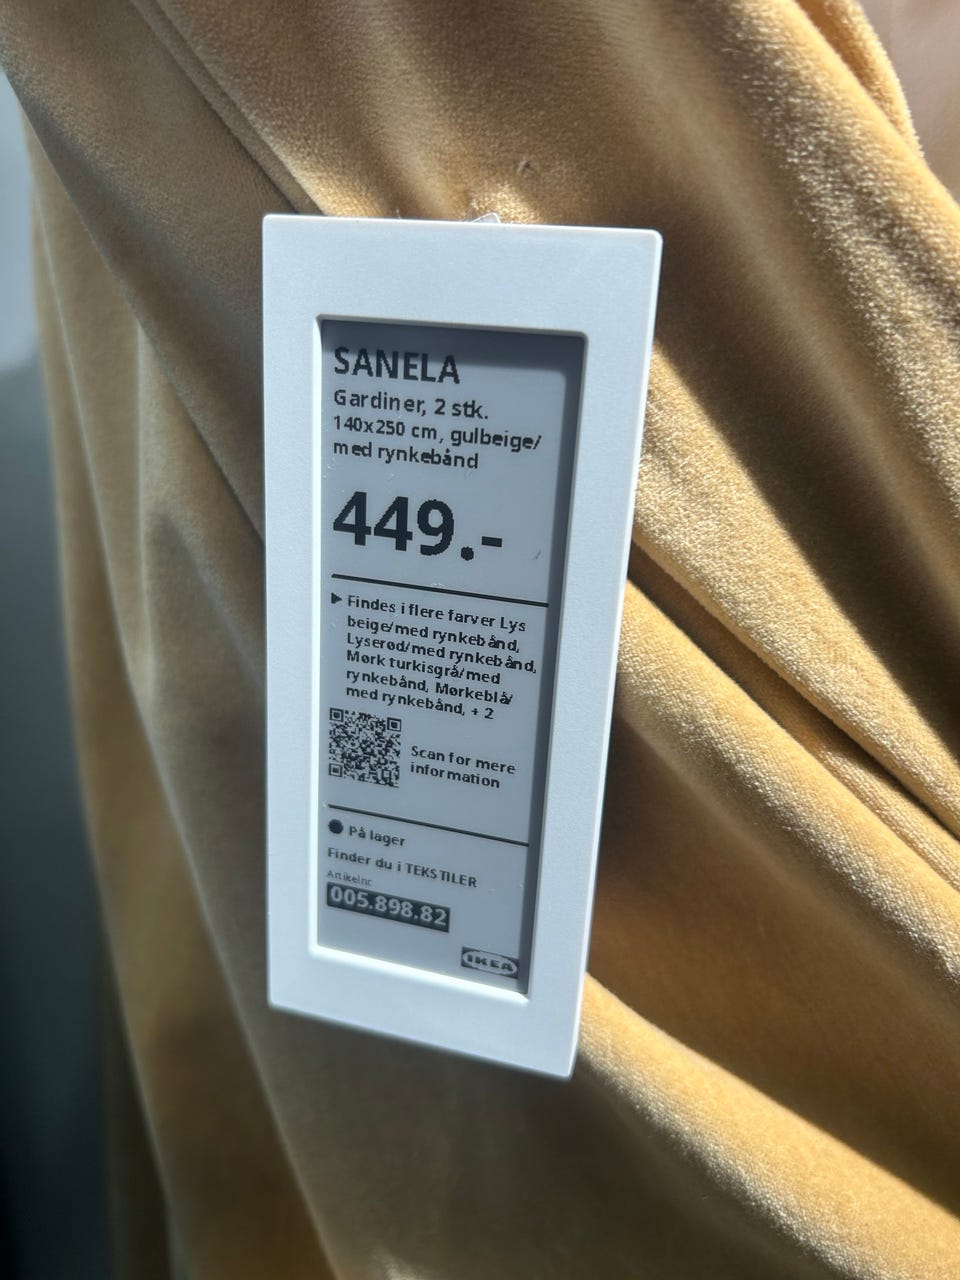 SANELA
Gardiner, 2 stk.
140x250 cm, gulbeige/
med rynkebånd
449.-
▶ Findes i flere farver Lys
beige/med rynkebånd,
Lyserød/med rynkebånd,
Mørk turkisgrå/med
rynkebånd, Mørkeblå/
med rynkebånd, + 2
Scan for mere
information
● På lager
Finder du i TEKSTILER
Artikelnr.
005.898.82
IKEA